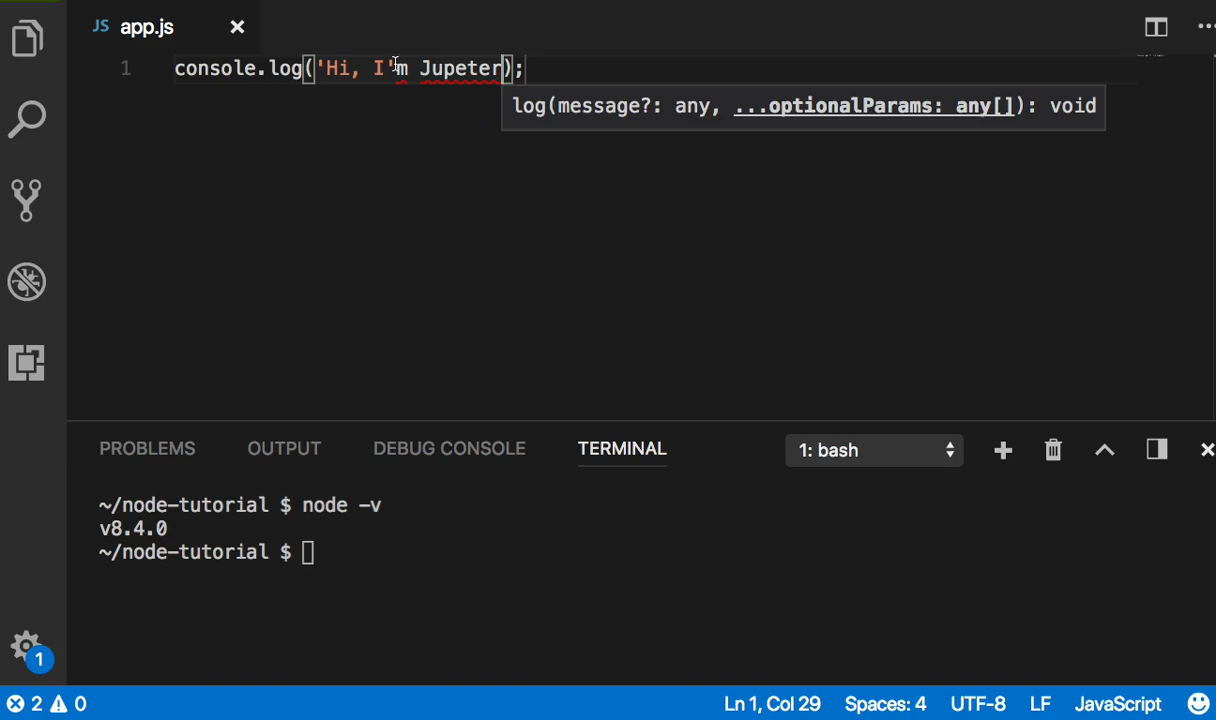 JS app.js
1 console.log('Hi, I'm Jupeter);
log(message?: any, ...optionalParams: any[]): void
PROBLEMS OUTPUT DEBUG CONSOLE TERMINAL 1: bash
~/node-tutorial $ node -v
v8.4.0
~/node-tutorial $
1
2 0 Ln 1, Col 29 Spaces: 4 UTF-8 LF JavaScript